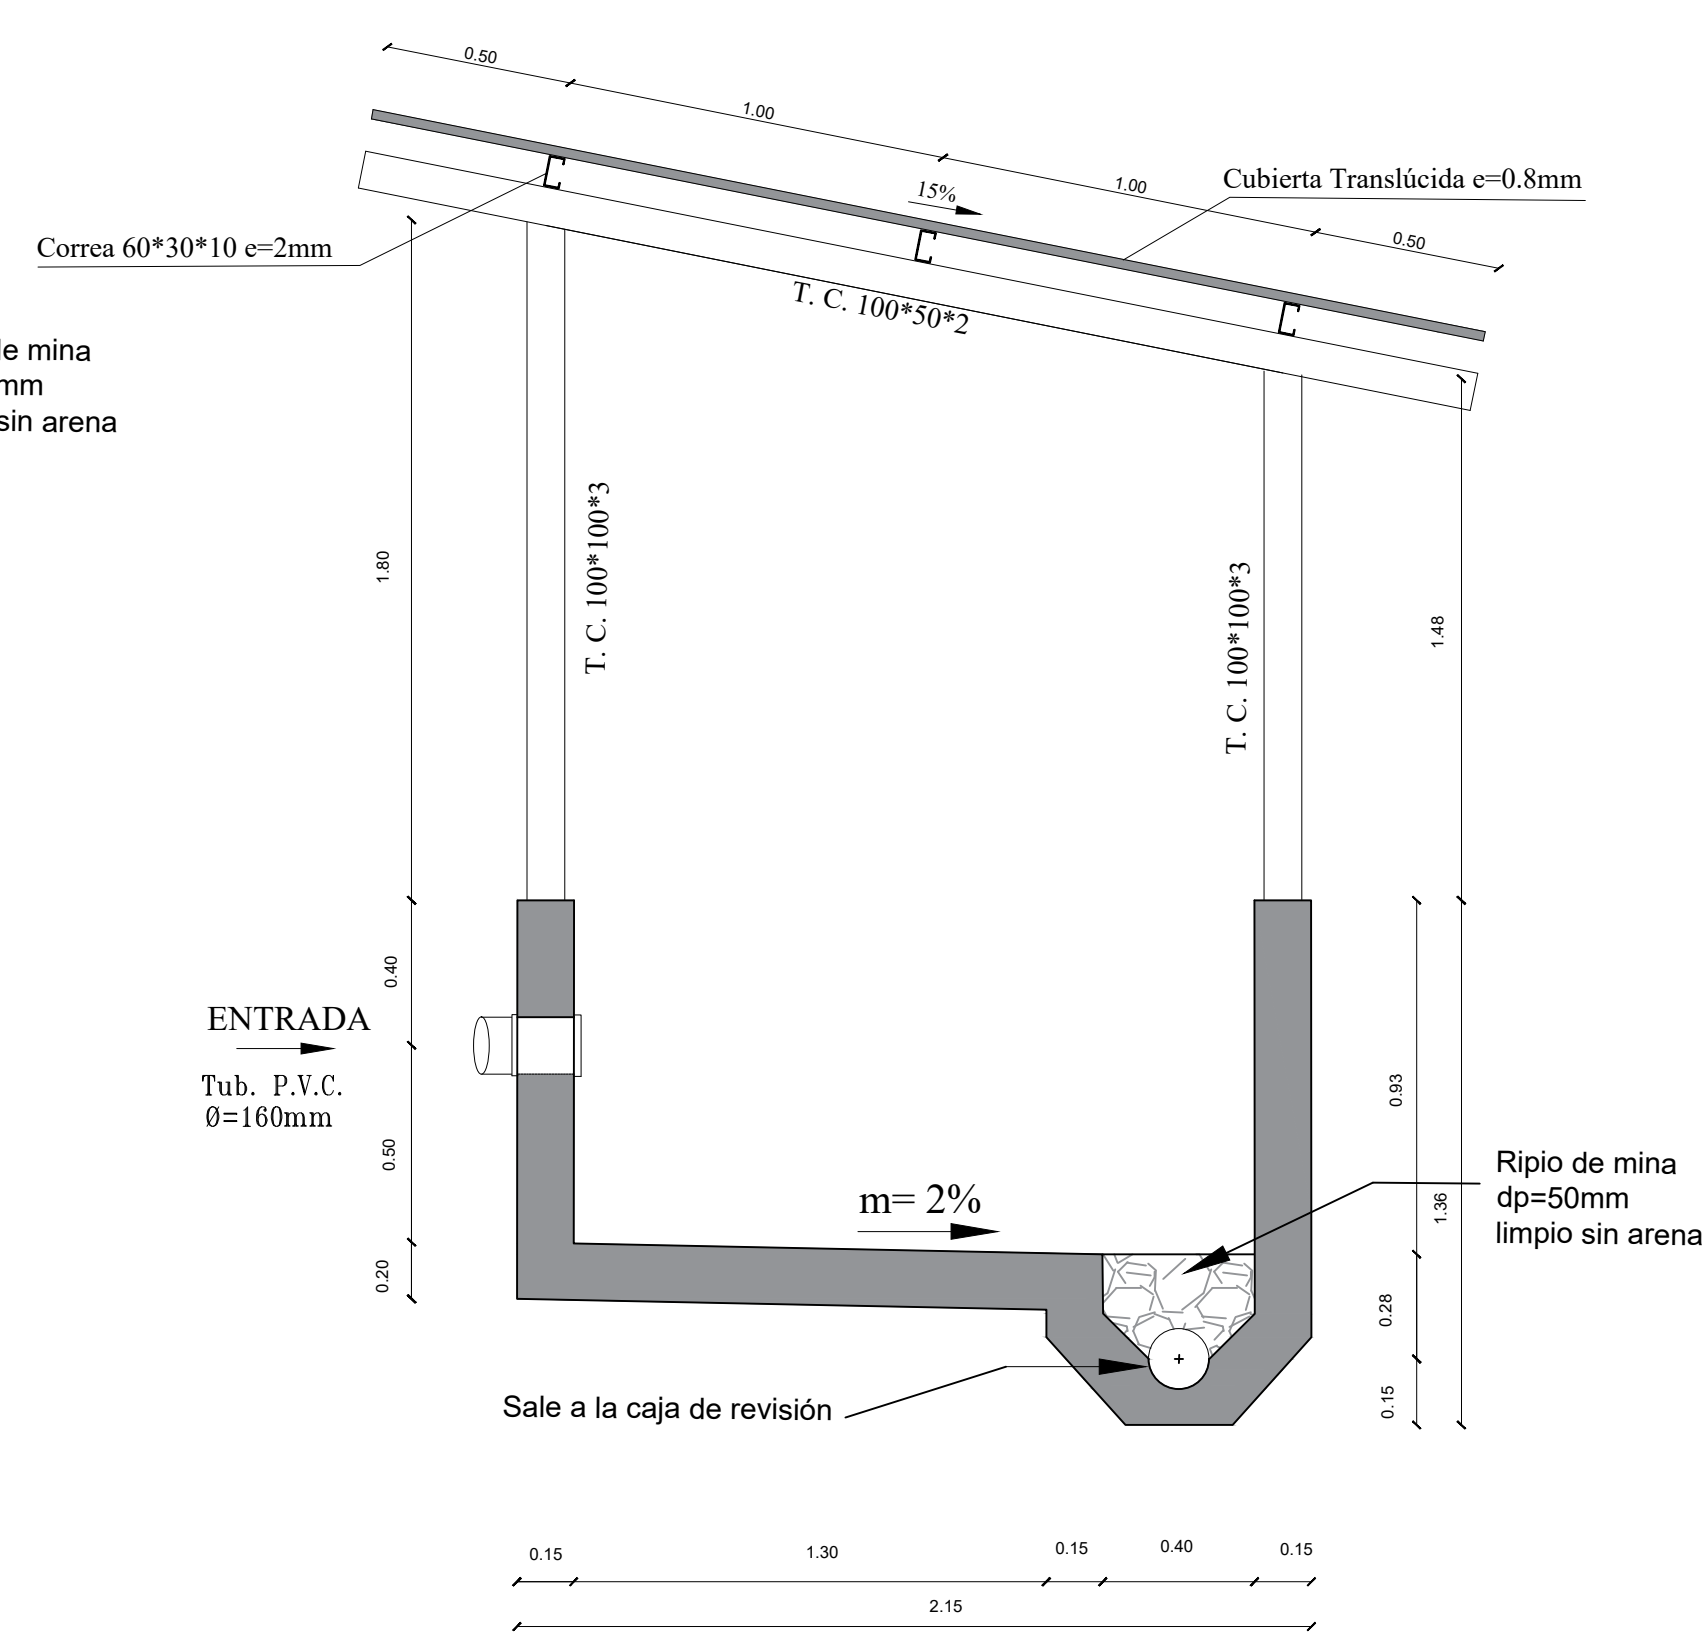 0.50
1.00
1.00
0.50
15%
Cubierta Translúcida e=0.8mm
Correa 60*30*10 e=2mm
T. C. 100*50*2
de mina
mm
sin arena
1.80
T. C. 100*100*3
T. C. 100*100*3
1.48
0.40
ENTRADA
Tub. P.V.C.
Ø=160mm
0.50
0.20
m= 2%
0.93
1.36
Ripio de mina
dp=50mm
limpio sin arena
0.28
0.15
Sale a la caja de revisión
0.15
1.30
0.15
0.40
0.15
2.15